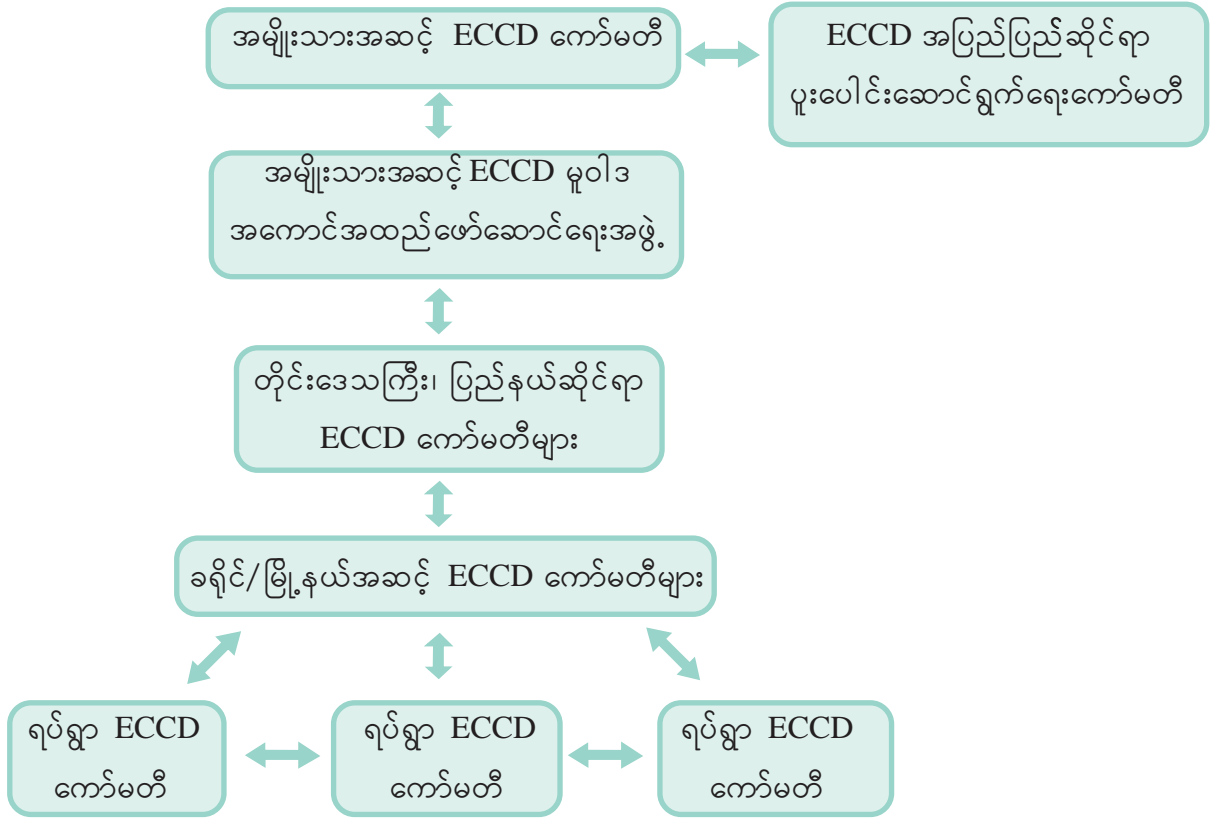 အမျိုးသားအဆင့် ECCD ကော်မတီ
ECCD အပြည်ပြည်ဆိုင်ရာ
ပူးပေါင်းဆောင်ရွက်ရေးကော်မတီ
အမျိုးသားအဆင့် ECCD မူဝါဒ
အကောင်အထည်ဖော်ဆောင်ရေးအဖွဲ့
တိုင်းဒေသကြီး၊ ပြည်နယ်ဆိုင်ရာ
ECCD ကော်မတီများ
ခရိုင်/မြို့နယ်အဆင့် ECCD ကော်မတီများ
ရပ်ရွာ ECCD
ကော်မတီ
ရပ်ရွာ ECCD
ကော်မတီ
ရပ်ရွာ ECCD
ကော်မတီ